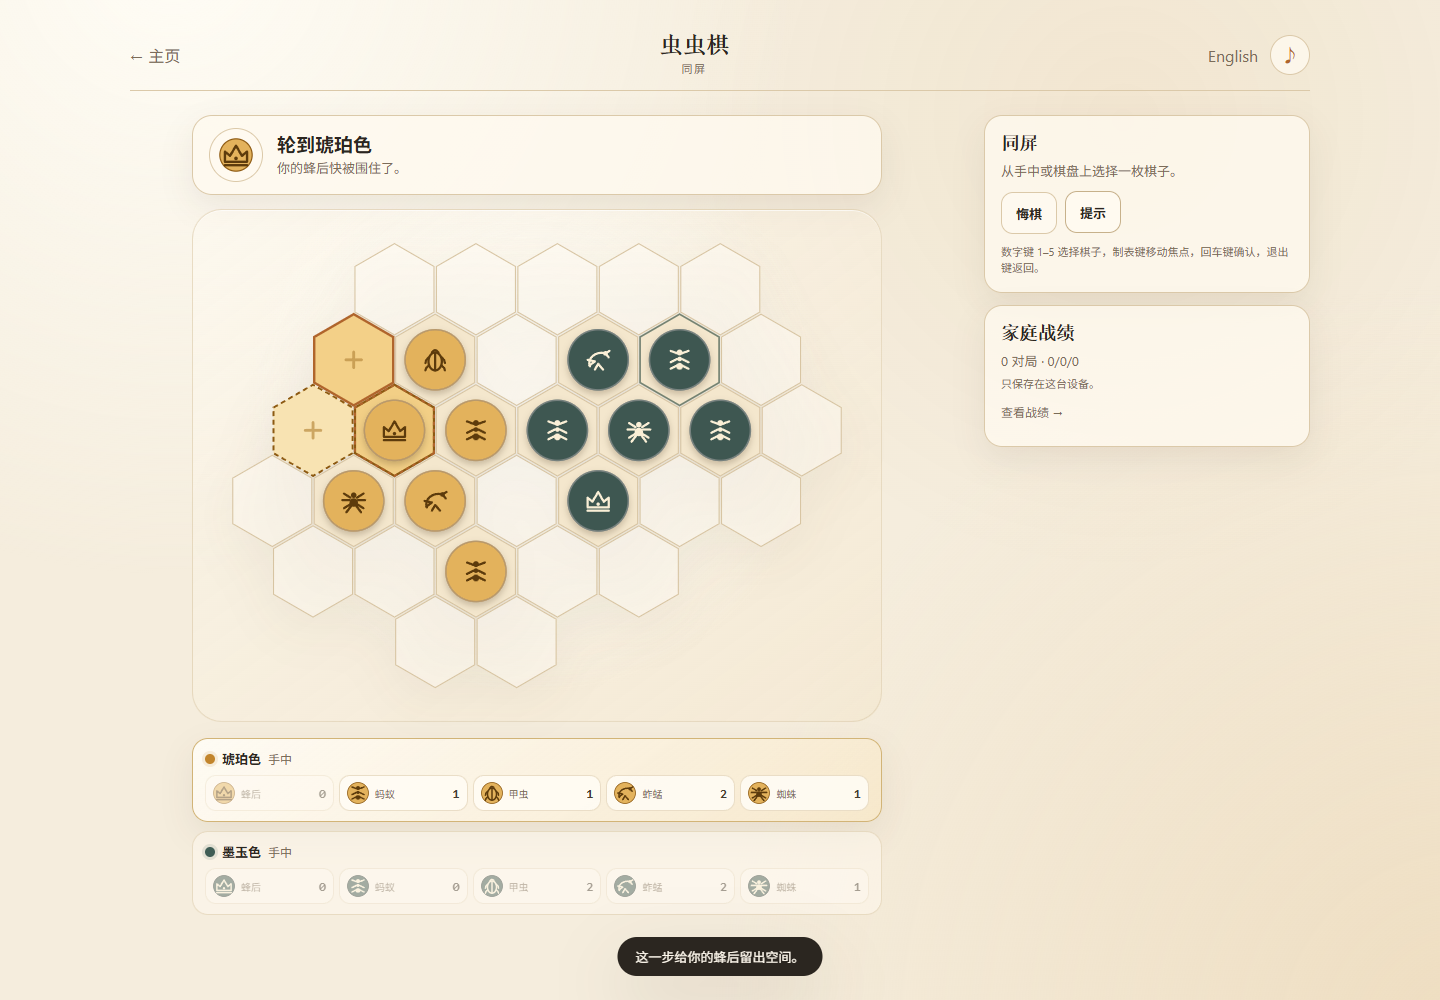 ← 主页
虫虫棋
同屏
English
轮到琥珀色
你的蜂后快被围住了。
同屏
从手中或棋盘上选择一枚棋子。
悔棋
提示
数字键 1–5 选择棋子，制表键移动焦点，回车键确认，退出
键返回。
家庭战绩
0 对局 · 0/0/0
只保存在这台设备。
查看战绩 →
琥珀色 手中
蜂后 0
蚂蚁 1
甲虫 1
蚱蜢 2
蜘蛛 1
墨玉色 手中
蜂后 0
蚂蚁 0
甲虫 2
蚱蜢 2
蜘蛛 1
这一步给你的蜂后留出空间。